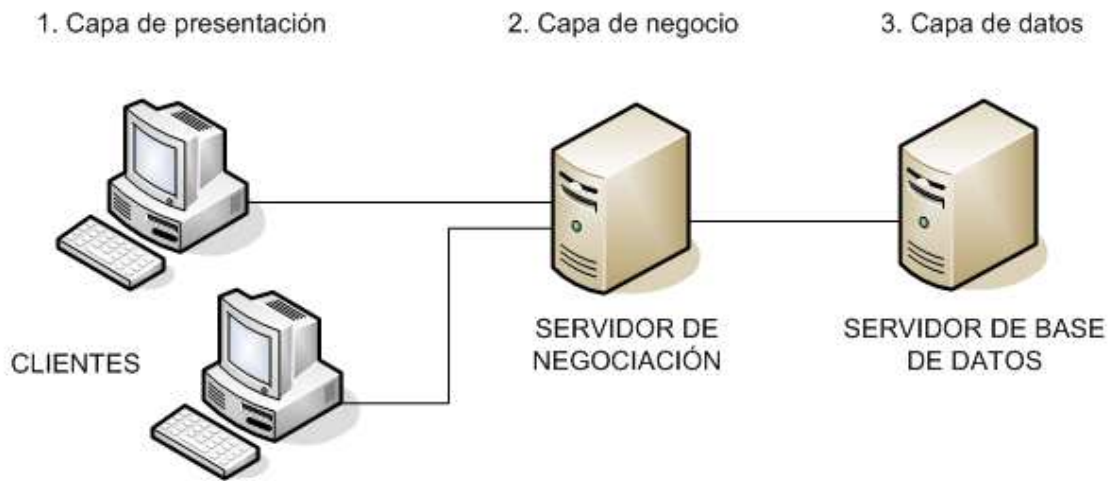 1. Capa de presentación
2. Capa de negocio
3. Capa de datos
CLIENTES
SERVIDOR DE
NEGOCIACIÓN
SERVIDOR DE BASE
DE DATOS